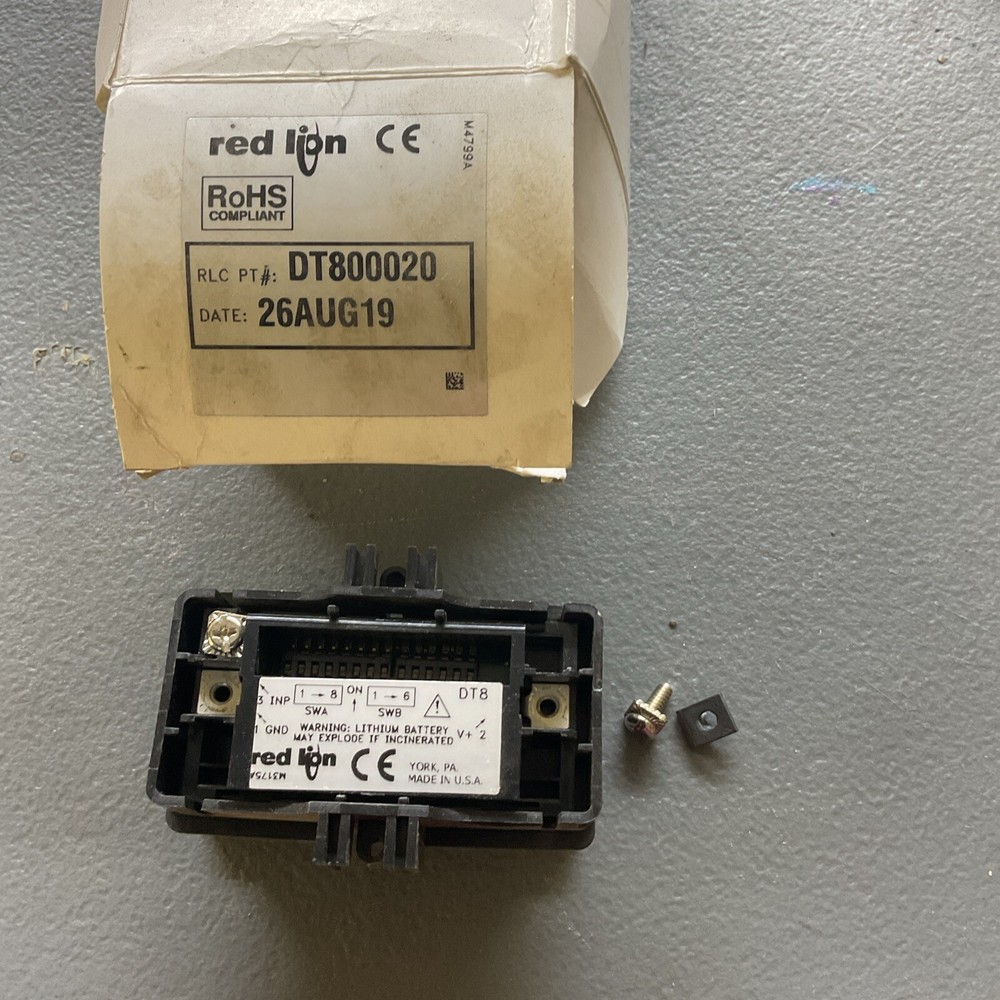 red lion CE
M4799A
RoHS
COMPLIANT
RLC PT#: DT800020
DATE: 26AUG19
3 INP 1 → 8 ON 1 → 6 DT8
SWA SWB
1 GND WARNING: LITHIUM BATTERY V+ 2
MAY EXPLODE IF INCINERATED
red lion CE YORK, PA.
MADE IN U.S.A.
M3175A